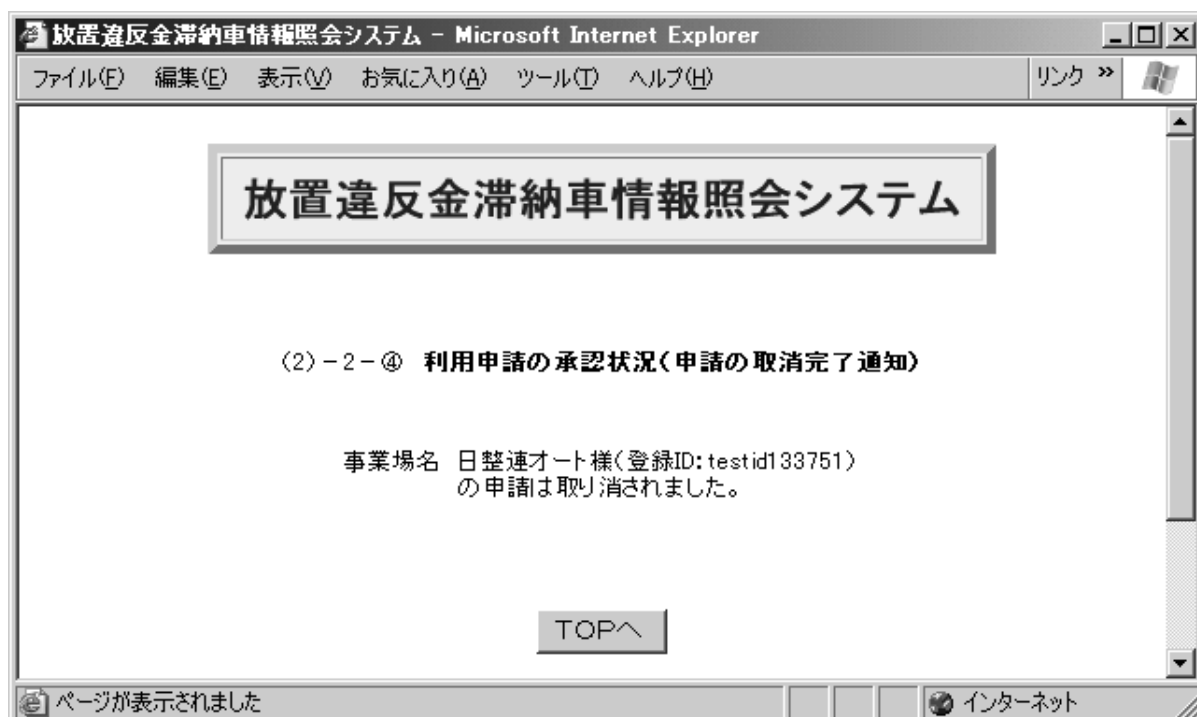 放置違反金滞納車情報照会システム - Microsoft Internet Explorer
ファイル(F) 編集(E) 表示(V) お気に入り(A) ツール(T) ヘルプ(H) リンク »
放置違反金滞納車情報照会システム
(2)-2-④ 利用申請の承認状況(申請の取消完了通知)
事業場名 日整連オート様(登録ID:testid133751)
の申請は取り消されました。
TOPへ
ページが表示されました インターネット